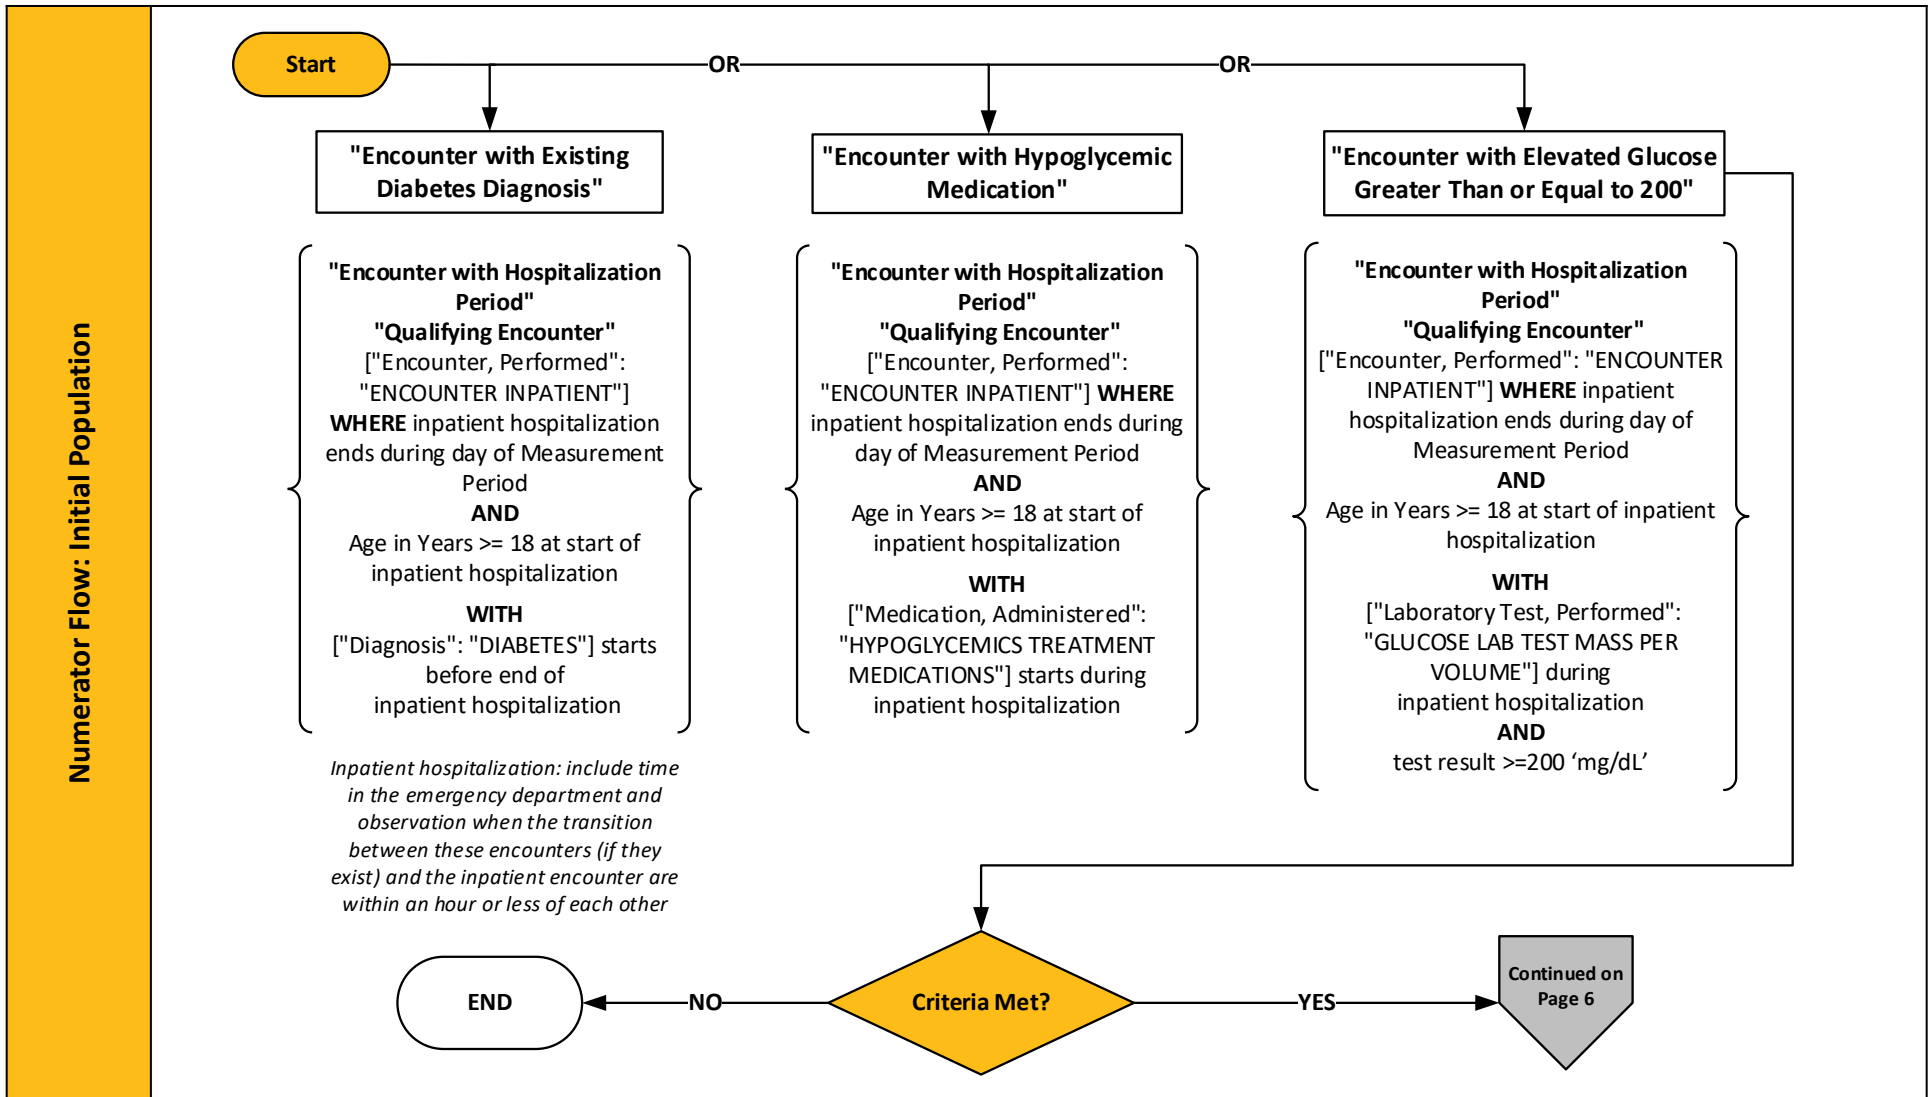 Numerator Flow: Initial Population
Start
OR
OR
"Encounter with Existing
Diabetes Diagnosis"
"Encounter with Hypoglycemic
Medication"
"Encounter with Elevated Glucose
Greater Than or Equal to 200"
"Encounter with Hospitalization
Period"
"Qualifying Encounter"
["Encounter, Performed":
"ENCOUNTER INPATIENT"]
WHERE inpatient hospitalization
ends during day of Measurement
Period
AND
Age in Years >= 18 at start of
inpatient hospitalization
WITH
["Diagnosis": "DIABETES"] starts
before end of
inpatient hospitalization
"Encounter with Hospitalization
Period"
"Qualifying Encounter"
["Encounter, Performed":
"ENCOUNTER INPATIENT"] WHERE
inpatient hospitalization ends during
day of Measurement Period
AND
Age in Years >= 18 at start of
inpatient hospitalization
WITH
["Medication, Administered":
"HYPOGLYCEMICS TREATMENT
MEDICATIONS"] starts during
inpatient hospitalization
"Encounter with Hospitalization
Period"
"Qualifying Encounter"
["Encounter, Performed": "ENCOUNTER
INPATIENT"] WHERE inpatient
hospitalization ends during day of
Measurement Period
AND
Age in Years >= 18 at start of inpatient
hospitalization
WITH
["Laboratory Test, Performed":
"GLUCOSE LAB TEST MASS PER
VOLUME"] during
inpatient hospitalization
AND
test result >=200 ‘mg/dL’
Inpatient hospitalization: include time
in the emergency department and
observation when the transition
between these encounters (if they
exist) and the inpatient encounter are
within an hour or less of each other
END
NO
Criteria Met?
YES
Continued on
Page 6